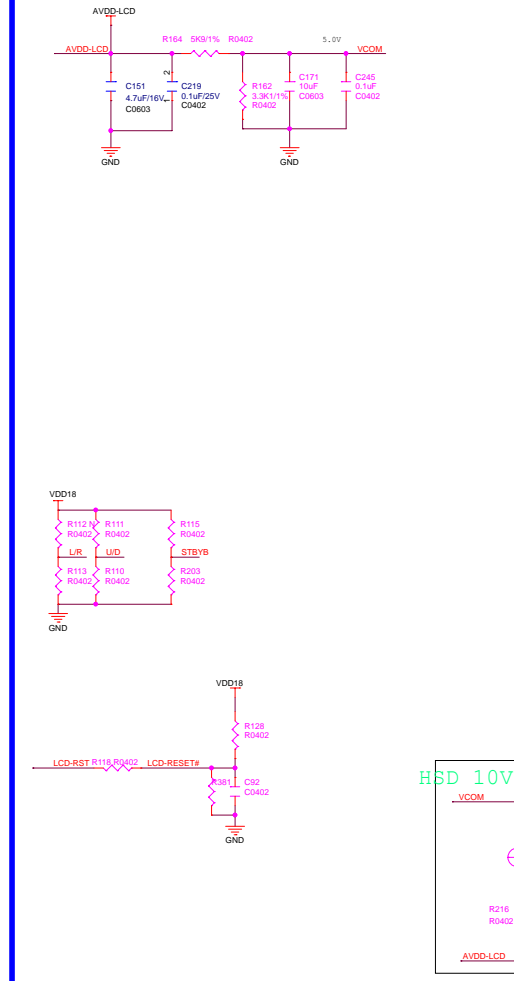 AVDD-LCD
R164 5K9/1% R0402
5.0V
AVDD-LCD
VCOM
2
C151
4.7uF/16V
C0603
C219
0.1uF/25V
C0402
R162
3.3K1/1%
R0402
C171
10uF
C0603
C245
0.1uF
C0402
GND
GND
VDD18
R112 N
R0402
R111
R0402
R115
R0402
L/R
U/D
STBYB
R113
R0402
R110
R0402
R203
R0402
GND
VDD18
R128
R0402
LCD-RST
R118 R0402
LCD-RESET#
R381
C92
C0402
GND
HSD 10V
VCOM
R216
R0402
AVDD-LCD